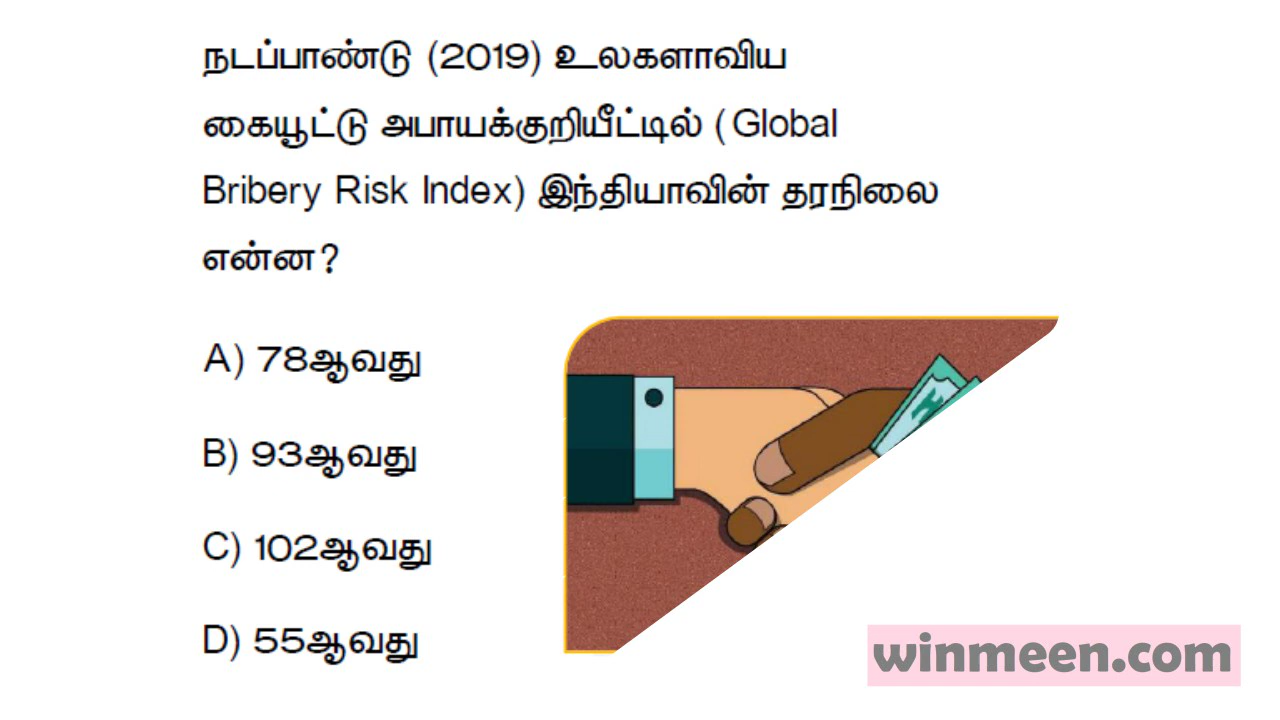 நடப்பாண்டு (2019) உலகளாவிய
கையூட்டு அபாயக்குறியீட்டில் (Global
Bribery Risk Index) இந்தியாவின் தரநிலை
என்ன?
A) 78ஆவது
B) 93ஆவது
C) 102ஆவது
D) 55ஆவது
winmeen.com